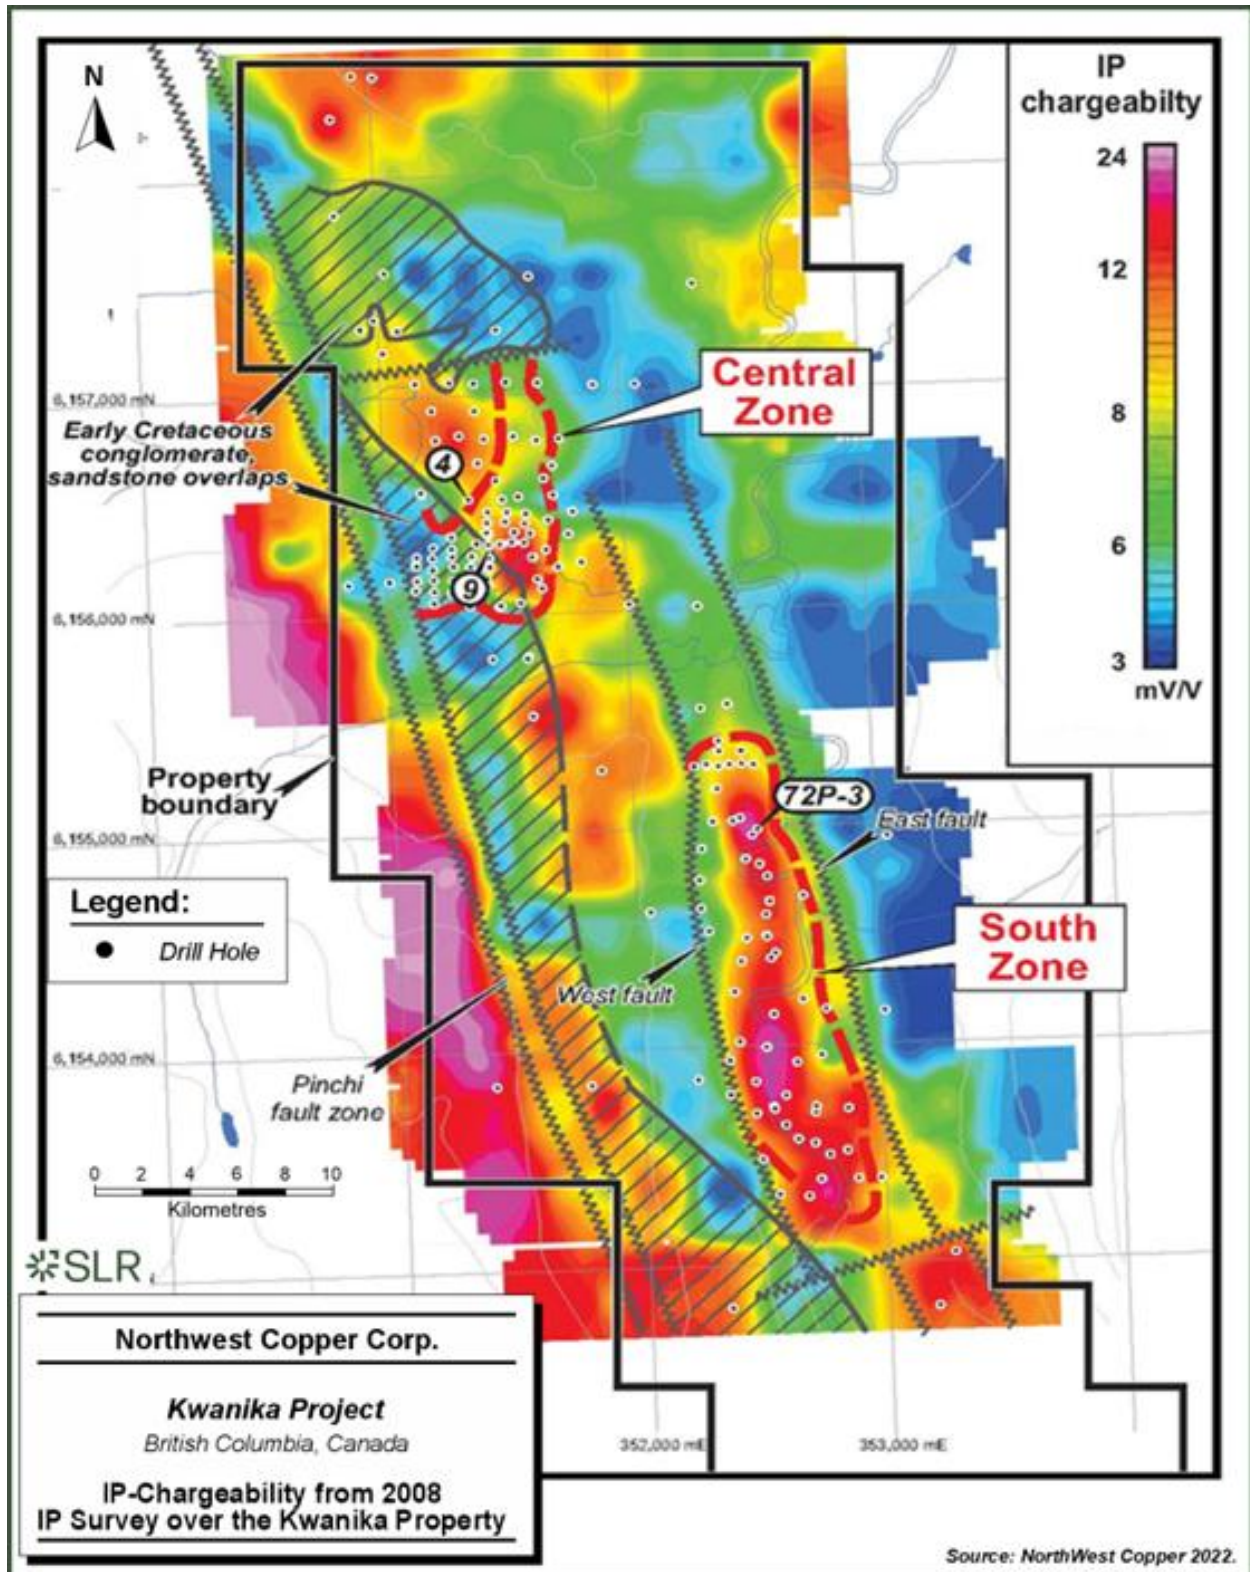 N
IP
chargeabilty
24
12
8
6
3
mV/V
Central
Zone
6,157,000 mN
Early Cretaceous
conglomerate,
sandstone overlaps
4
9
6,156,000 mN
Property
boundary
72P-3
East fault
6,155,000 mN
Legend:
Drill Hole
South
Zone
West fault
6,154,000 mN
Pinchi
fault zone
0 2 4 6 8 10
Kilometres
SLR
Northwest Copper Corp.
Kwanika Project
British Columbia, Canada
IP-Chargeability from 2008
IP Survey over the Kwanika Property
352,000 mE
353,000 mE
Source: NorthWest Copper 2022.